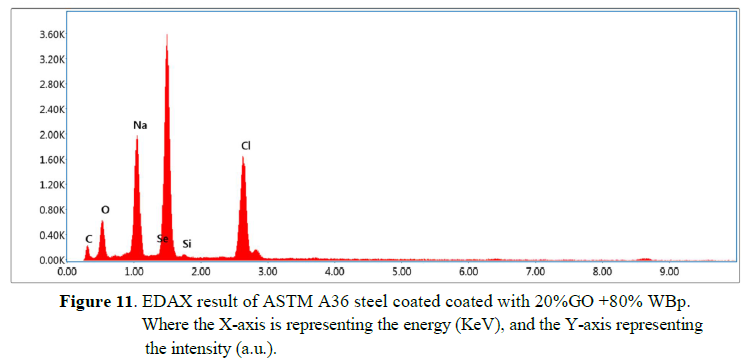 3.60K
3.20K
2.80K
2.40K
2.00K
1.60K
1.20K
0.80K
0.40K
0.00K
Na
Cl
O
C
Se
Si
0.00 1.00 2.00 3.00 4.00 5.00 6.00 7.00 8.00 9.00
Figure 11. EDAX result of ASTM A36 steel coated coated with 20%GO +80% WBp.
Where the X-axis is representing the energy (KeV), and the Y-axis representing
the intensity (a.u.).